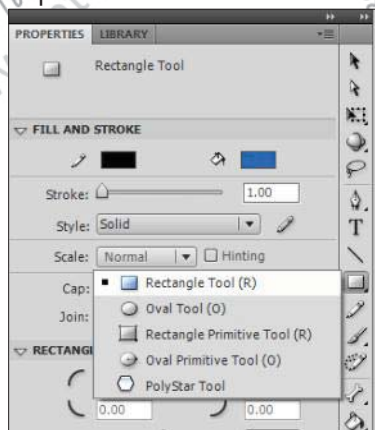 PROPERTIES LIBRARY
Rectangle Tool
FILL AND STROKE
Stroke: 1.00
Style: Solid
Scale: Normal Hinting
Cap:
Rectangle Tool (R)
Oval Tool (O)
Join:
Rectangle Primitive Tool (R)
Oval Primitive Tool (O)
RECTANGL
PolyStar Tool
0.00 0.00